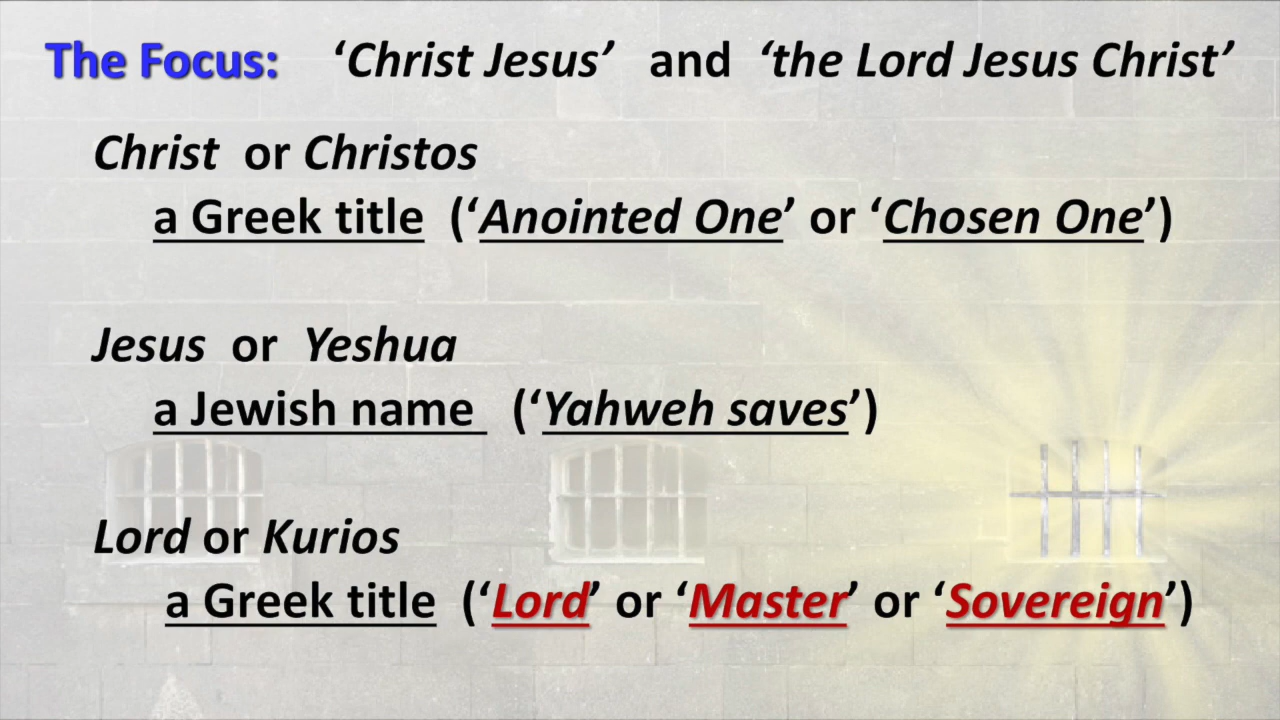 The Focus: ‘Christ Jesus’ and ‘the Lord Jesus Christ’
Christ or Christos
a Greek title (‘Anointed One’ or ‘Chosen One’)
Jesus or Yeshua
a Jewish name (‘Yahweh saves’)
Lord or Kurios
a Greek title (‘Lord’ or ‘Master’ or ‘Sovereign’)